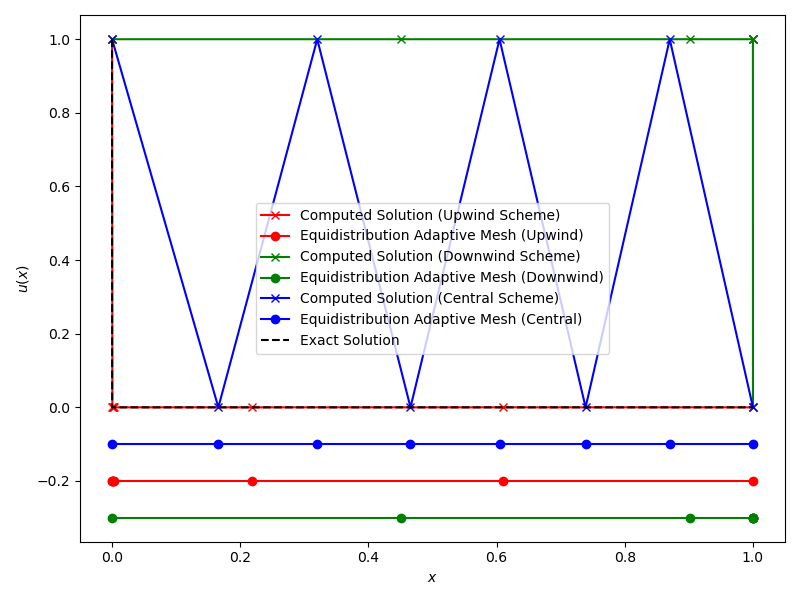 1.0
0.8
0.6
0.4
0.2
0.0
−0.2
u(x)
Computed Solution (Upwind Scheme)
Equidistribution Adaptive Mesh (Upwind)
Computed Solution (Downwind Scheme)
Equidistribution Adaptive Mesh (Downwind)
Computed Solution (Central Scheme)
Equidistribution Adaptive Mesh (Central)
Exact Solution
0.0 0.2 0.4 0.6 0.8 1.0
x